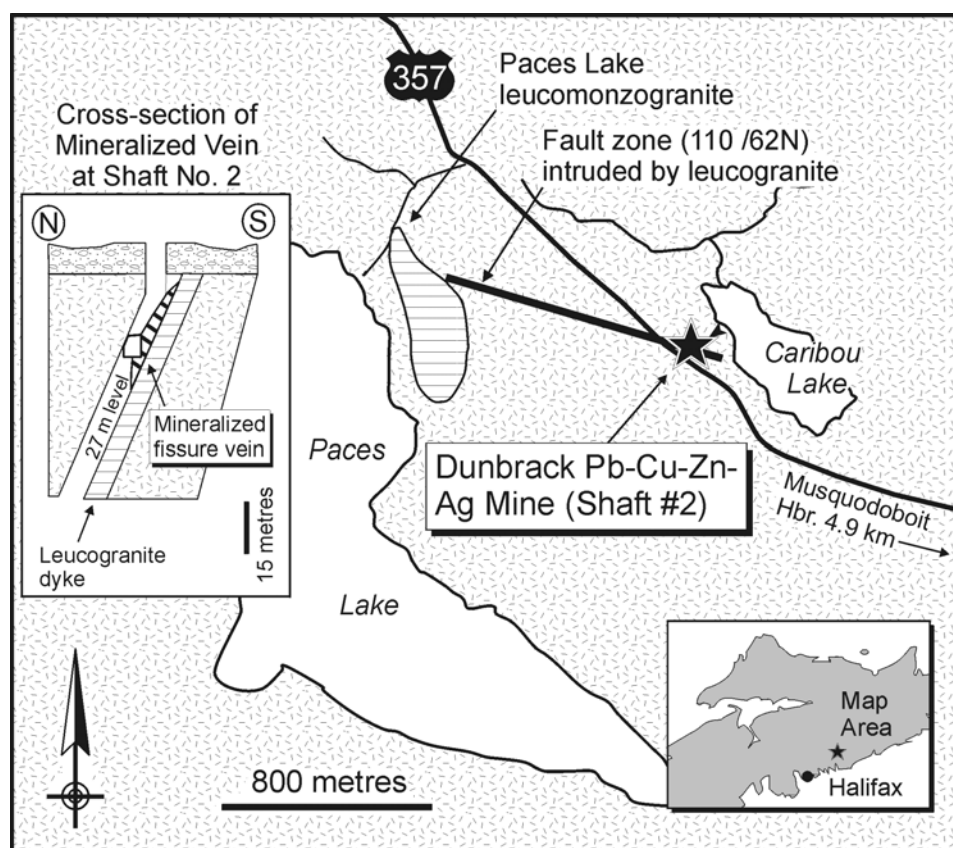 357
Paces Lake
leucomonzogranite
Fault zone (110 /62N)
intruded by leucogranite
Cross-section of
Mineralized Vein
at Shaft No. 2
N
S
27 m level
Mineralized
fissure vein
Leucogranite
dyke
15 metres
Caribou
Lake
Paces
Lake
Dunbrack Pb-Cu-Zn-
Ag Mine (Shaft #2)
Musquodoboit
Hbr. 4.9 km
800 metres
Map
Area
Halifax